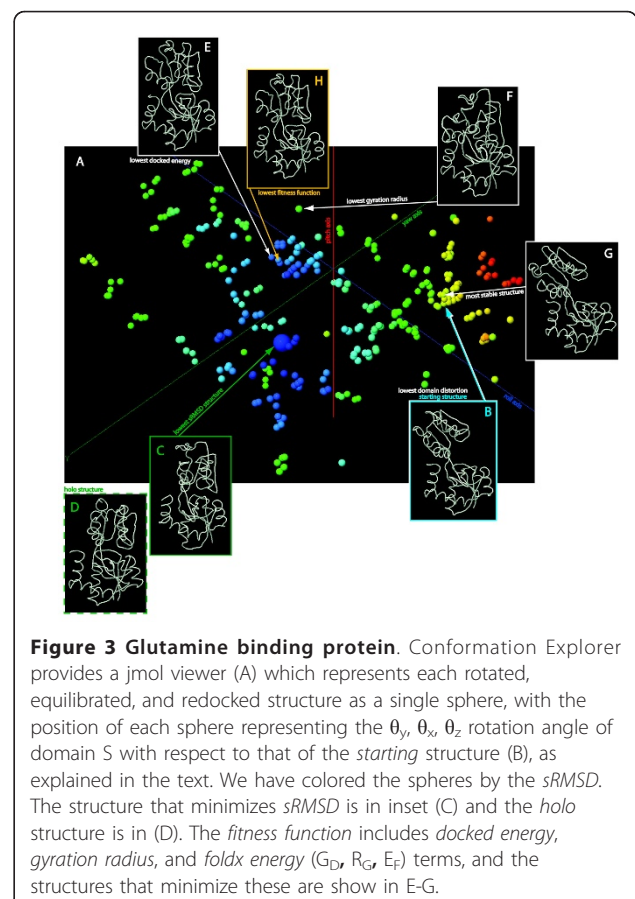 E
H
F
A
lowest docked energy
lowest fitness function
lowest gyration radius
pitch axis
yaw axis
G
most stable structure
lowest domain distortion
starting structure
roll axis
lowest sRMSD structure
B
C
holo structure
D
Figure 3 Glutamine binding protein. Conformation Explorer
provides a jmol viewer (A) which represents each rotated,
equilibrated, and redocked structure as a single sphere, with the
position of each sphere representing the θy, θx, θz rotation angle of
domain S with respect to that of the starting structure (B), as
explained in the text. We have colored the spheres by the sRMSD.
The structure that minimizes sRMSD is in inset (C) and the holo
structure is in (D). The fitness function includes docked energy,
gyration radius, and foldx energy (GD, RG, EF) terms, and the
structures that minimize these are show in E-G.